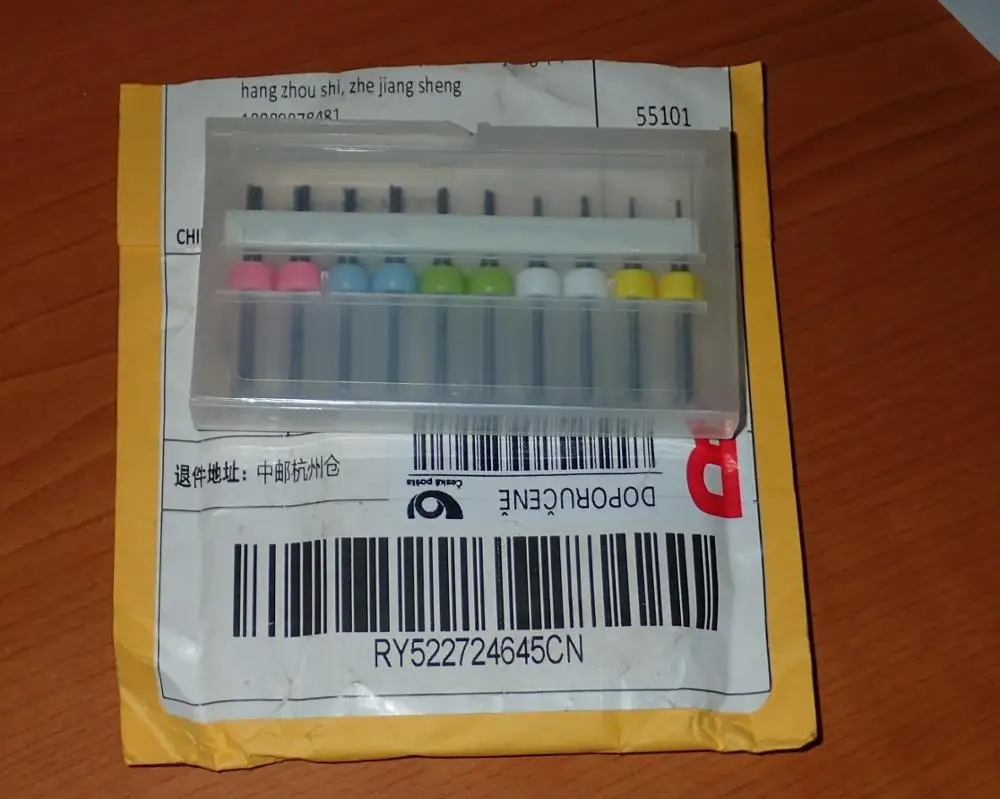 hang zhou shi, zhe jiang sheng
55101
CHI
退件地址：中邮杭州仓
R
Česká pošta
DOPORUČENĚ
RY522724645CN